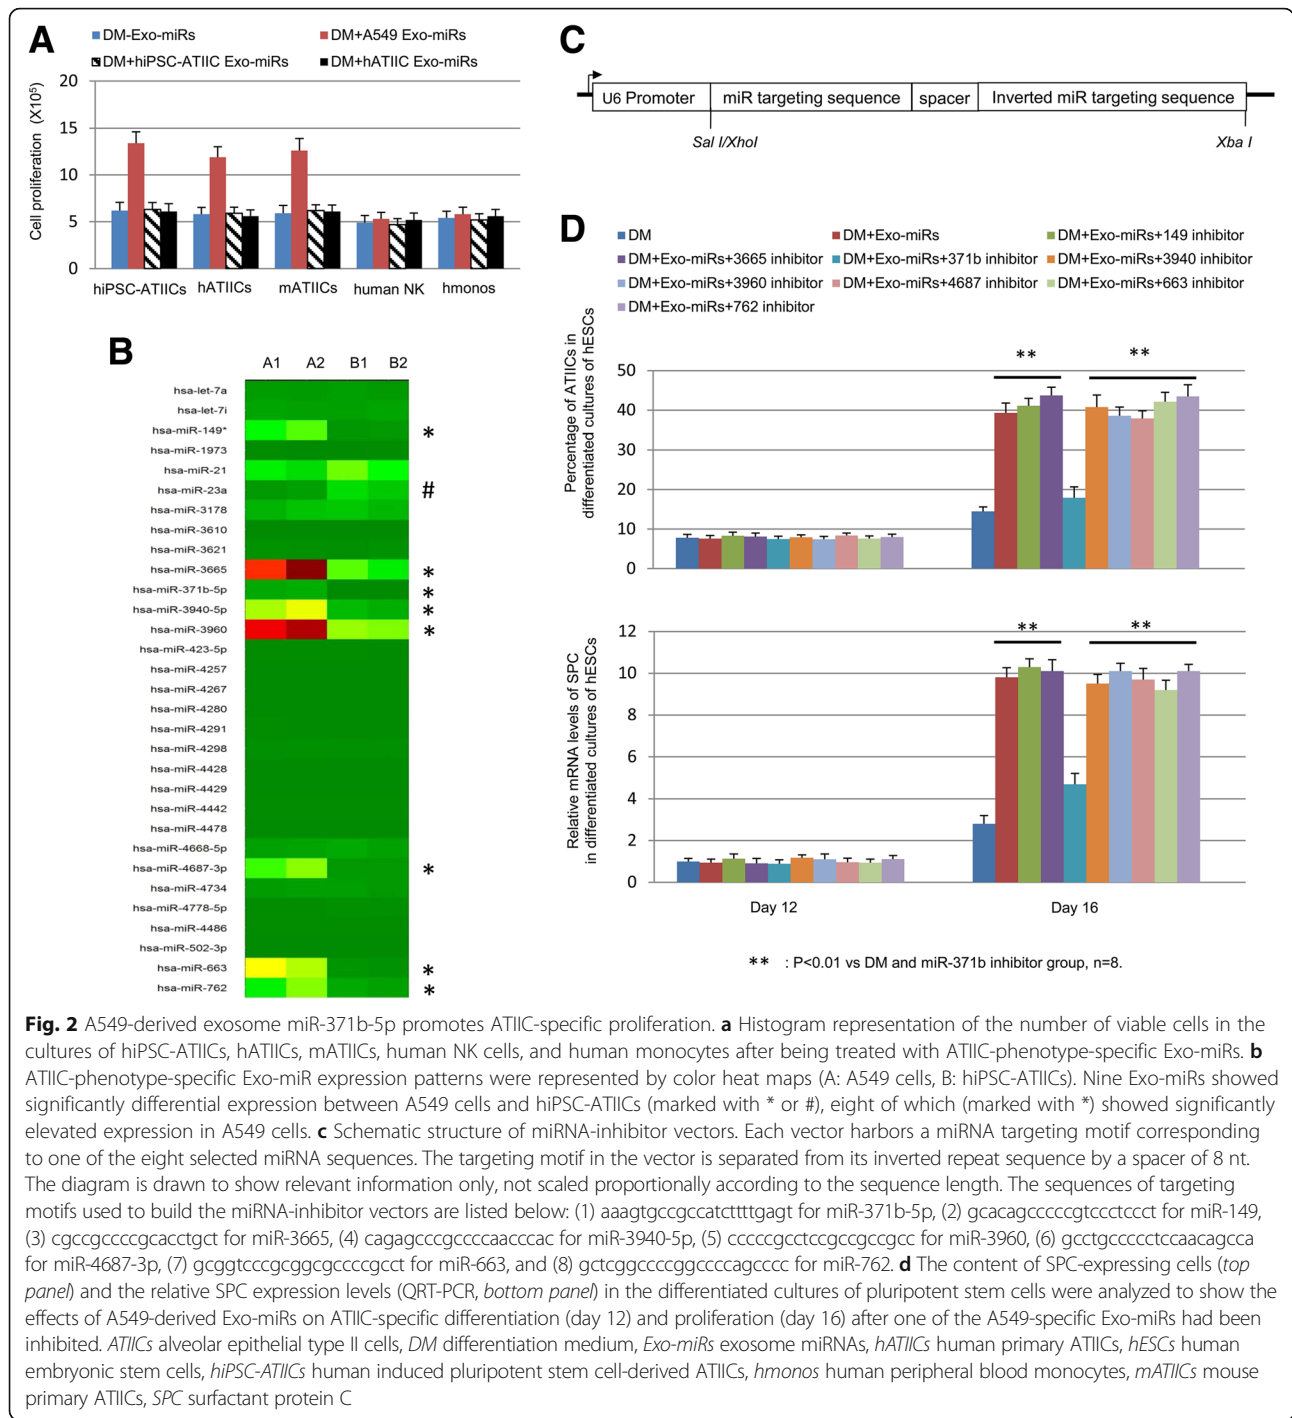 A
DM-Exo-miRs
DM+A549 Exo-miRs
DM+hiPSC-ATIIC Exo-miRs
DM+hATIIC Exo-miRs
Cell proliferation (X10⁵)
20
15
10
5
0
hiPSC-ATIICs
hATIICs
mATIICs
human NK
hmonos
B
A1 A2 B1 B2
hsa-let-7a
hsa-let-7i
hsa-miR-149* *
hsa-miR-1973
hsa-miR-21
hsa-miR-23a #
hsa-miR-3178
hsa-miR-3610
hsa-miR-3621
hsa-miR-3665 *
hsa-miR-371b-5p *
hsa-miR-3940-5p *
hsa-miR-3960 *
hsa-miR-423-5p
hsa-miR-4257
hsa-miR-4267
hsa-miR-4280
hsa-miR-4291
hsa-miR-4298
hsa-miR-4428
hsa-miR-4429
hsa-miR-4442
hsa-miR-4478
hsa-miR-4668-5p
hsa-miR-4687-3p *
hsa-miR-4734
hsa-miR-4778-5p
hsa-miR-4486
hsa-miR-502-3p
hsa-miR-663 *
hsa-miR-762 *
C
U6 Promoter
miR targeting sequence
spacer
Inverted miR targeting sequence
Sal I/XhoI
Xba I
D
DM
DM+Exo-miRs
DM+Exo-miRs+149 inhibitor
DM+Exo-miRs+3665 inhibitor
DM+Exo-miRs+371b inhibitor
DM+Exo-miRs+3940 inhibitor
DM+Exo-miRs+3960 inhibitor
DM+Exo-miRs+4687 inhibitor
DM+Exo-miRs+663 inhibitor
DM+Exo-miRs+762 inhibitor
Percentage of ATIICs in
differentiated cultures of hESCs
50
40
30
20
10
0
** **
Relative mRNA levels of SPC
in differentiated cultures of hESCs
12
10
8
6
4
2
0
** **
Day 12
Day 16
** : P<0.01 vs DM and miR-371b inhibitor group, n=8.
Fig. 2 A549-derived exosome miR-371b-5p promotes ATIIC-specific proliferation. a Histogram representation of the number of viable cells in the
cultures of hiPSC-ATIICs, hATIICs, mATIICs, human NK cells, and human monocytes after being treated with ATIIC-phenotype-specific Exo-miRs. b
ATIIC-phenotype-specific Exo-miR expression patterns were represented by color heat maps (A: A549 cells, B: hiPSC-ATIICs). Nine Exo-miRs showed
significantly differential expression between A549 cells and hiPSC-ATIICs (marked with * or #), eight of which (marked with *) showed significantly
elevated expression in A549 cells. c Schematic structure of miRNA-inhibitor vectors. Each vector harbors a miRNA targeting motif corresponding
to one of the eight selected miRNA sequences. The targeting motif in the vector is separated from its inverted repeat sequence by a spacer of 8 nt.
The diagram is drawn to show relevant information only, not scaled proportionally according to the sequence length. The sequences of targeting
motifs used to build the miRNA-inhibitor vectors are listed below: (1) aaagtgccgccatcttttgagt for miR-371b-5p, (2) gcacagcccccgtccctccct for miR-149,
(3) cgccgccccgcacctgct for miR-3665, (4) cagagcccgccccaacccac for miR-3940-5p, (5) cccccgcctccgccgccgcc for miR-3960, (6) gcctgccccctccaacagcca
for miR-4687-3p, (7) gcggtcccgcggcgccccgcct for miR-663, and (8) gctcggccccggccccagcccc for miR-762. d The content of SPC-expressing cells (top
panel) and the relative SPC expression levels (QRT-PCR, bottom panel) in the differentiated cultures of pluripotent stem cells were analyzed to show the
effects of A549-derived Exo-miRs on ATIIC-specific differentiation (day 12) and proliferation (day 16) after one of the A549-specific Exo-miRs had been
inhibited. ATIICs alveolar epithelial type II cells, DM differentiation medium, Exo-miRs exosome miRNAs, hATIICs human primary ATIICs, hESCs human
embryonic stem cells, hiPSC-ATIICs human induced pluripotent stem cell-derived ATIICs, hmonos human peripheral blood monocytes, mATIICs mouse
primary ATIICs, SPC surfactant protein C